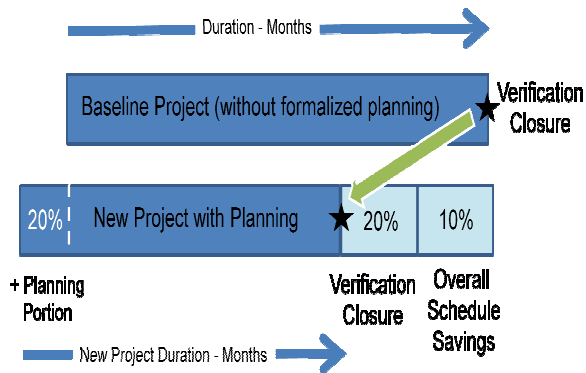 Duration - Months
Baseline Project (without formalized planning)
Verification
Closure
20%
New Project with Planning
20%
10%
+ Planning
Portion
Verification
Closure
Overall
Schedule
Savings
New Project Duration - Months